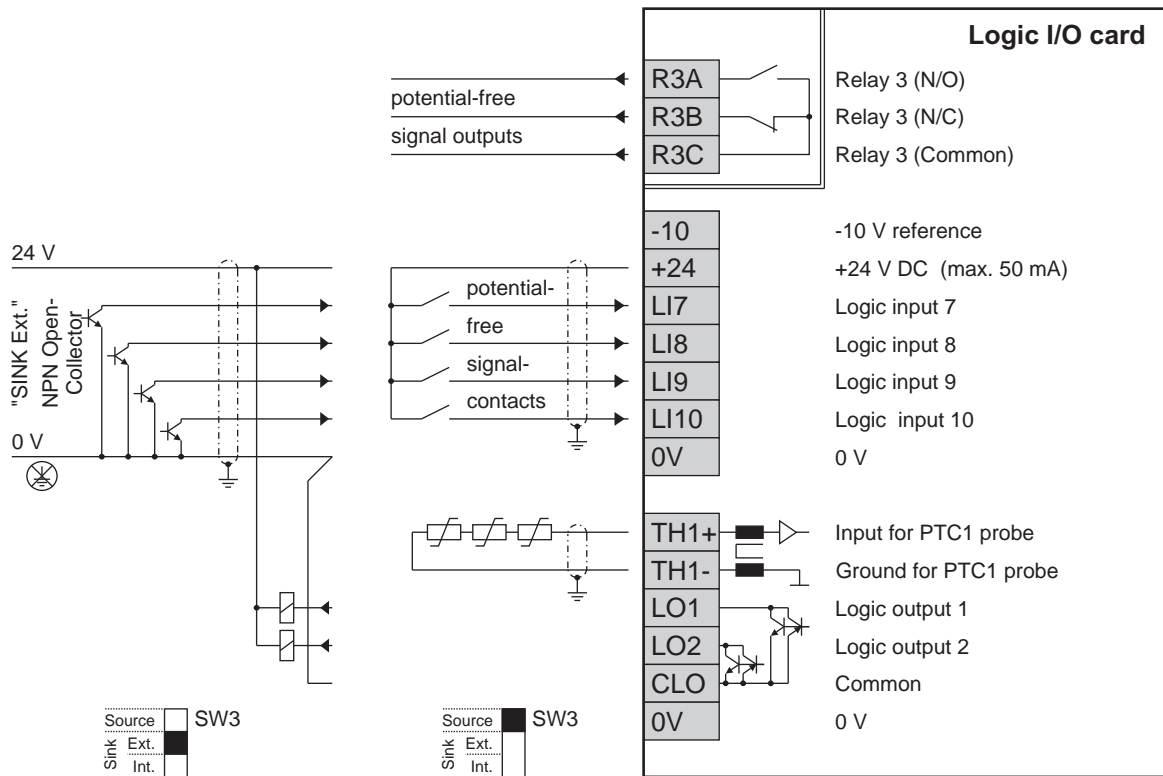 Logic I/O card
R3A
Relay 3 (N/O)
potential-free
R3B
Relay 3 (N/C)
signal outputs
R3C
Relay 3 (Common)
-10
-10 V reference
24 V
+24
+24 V DC (max. 50 mA)
"SINK Ext."
NPN Open-
Collector
potential-
LI7
Logic input 7
free
LI8
Logic input 8
signal-
LI9
Logic input 9
contacts
LI10
Logic input 10
0 V
0V
0 V
TH1+
Input for PTC1 probe
TH1-
Ground for PTC1 probe
LO1
Logic output 1
LO2
Logic output 2
CLO
Common
0V
0 V
Source SW3
Sink
Ext.
Int.
Source SW3
Sink
Ext.
Int.